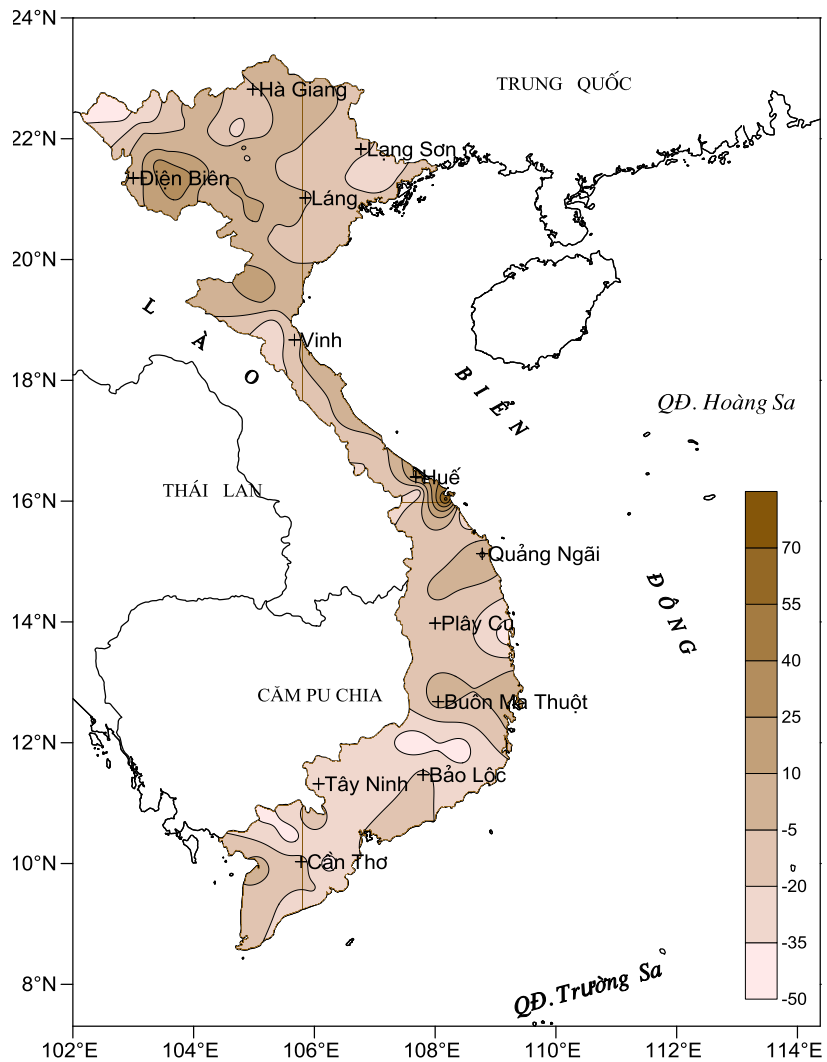 24°N
TRUNG QUỐC
Hà Giang
22°N
Lạng Sơn
Điện Biên
Láng
20°N
L À O
Vinh
18°N
BIỂN
QĐ. Hoàng Sa
Huế
THÁI LAN
16°N
Quảng Ngãi
70
ĐÔNG
55
14°N
Plây Cu
40
CĂM PU CHIA
Buôn Ma Thuột
25
12°N
Bảo Lộc
10
Tây Ninh
-5
10°N
Cần Thơ
-20
-35
8°N
QĐ. Trường Sa
-50
102°E 104°E 106°E 108°E 110°E 112°E 114°E